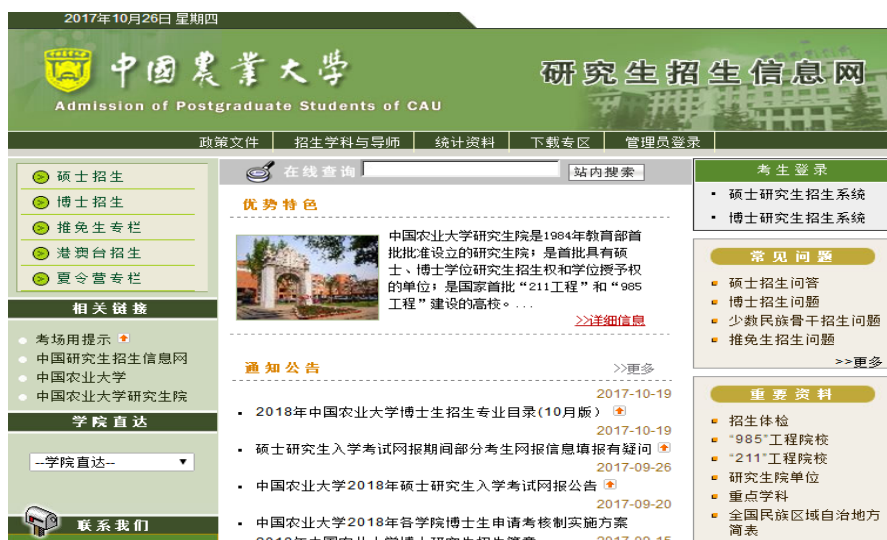 2017年10月26日 星期四
中國農業大學
Admission of Postgraduate Students of CAU
研究生招生信息网
政策文件 招生学科与导师 统计资料 下载专区 管理员登录
硕士招生
博士招生
推免生专栏
港澳台招生
夏令营专栏
相关链接
考场用提示
中国研究生招生信息网
中国农业大学
中国农业大学研究生院
学院直达
--学院直达--
联系我们
在线查询 站内搜索
优势特色
中国农业大学研究生院是1984年教育部首
批批准设立的研究生院；是首批具有硕
士、博士学位研究生招生权和学位授予权
的单位；是国家首批“211工程”和“985
工程”建设的高校。...
>>详细信息
通知公告 >>更多
2017-10-19
2018年中国农业大学博士生招生专业目录(10月版)
2017-10-19
硕士研究生入学考试网报期间部分考生网报信息填报有疑问
2017-09-26
中国农业大学2018年硕士研究生入学考试网报公告
2017-09-20
中国农业大学2018年各学院博士生申请考核制实施方案
考生登录
硕士研究生招生系统
博士研究生招生系统
常见问题
硕士招生问答
博士招生问题
少数民族骨干招生问题
推免生招生问题
>>更多
重要资料
招生体检
“985”工程院校
“211”工程院校
研究生院单位
重点学科
全国民族区域自治地方
简表